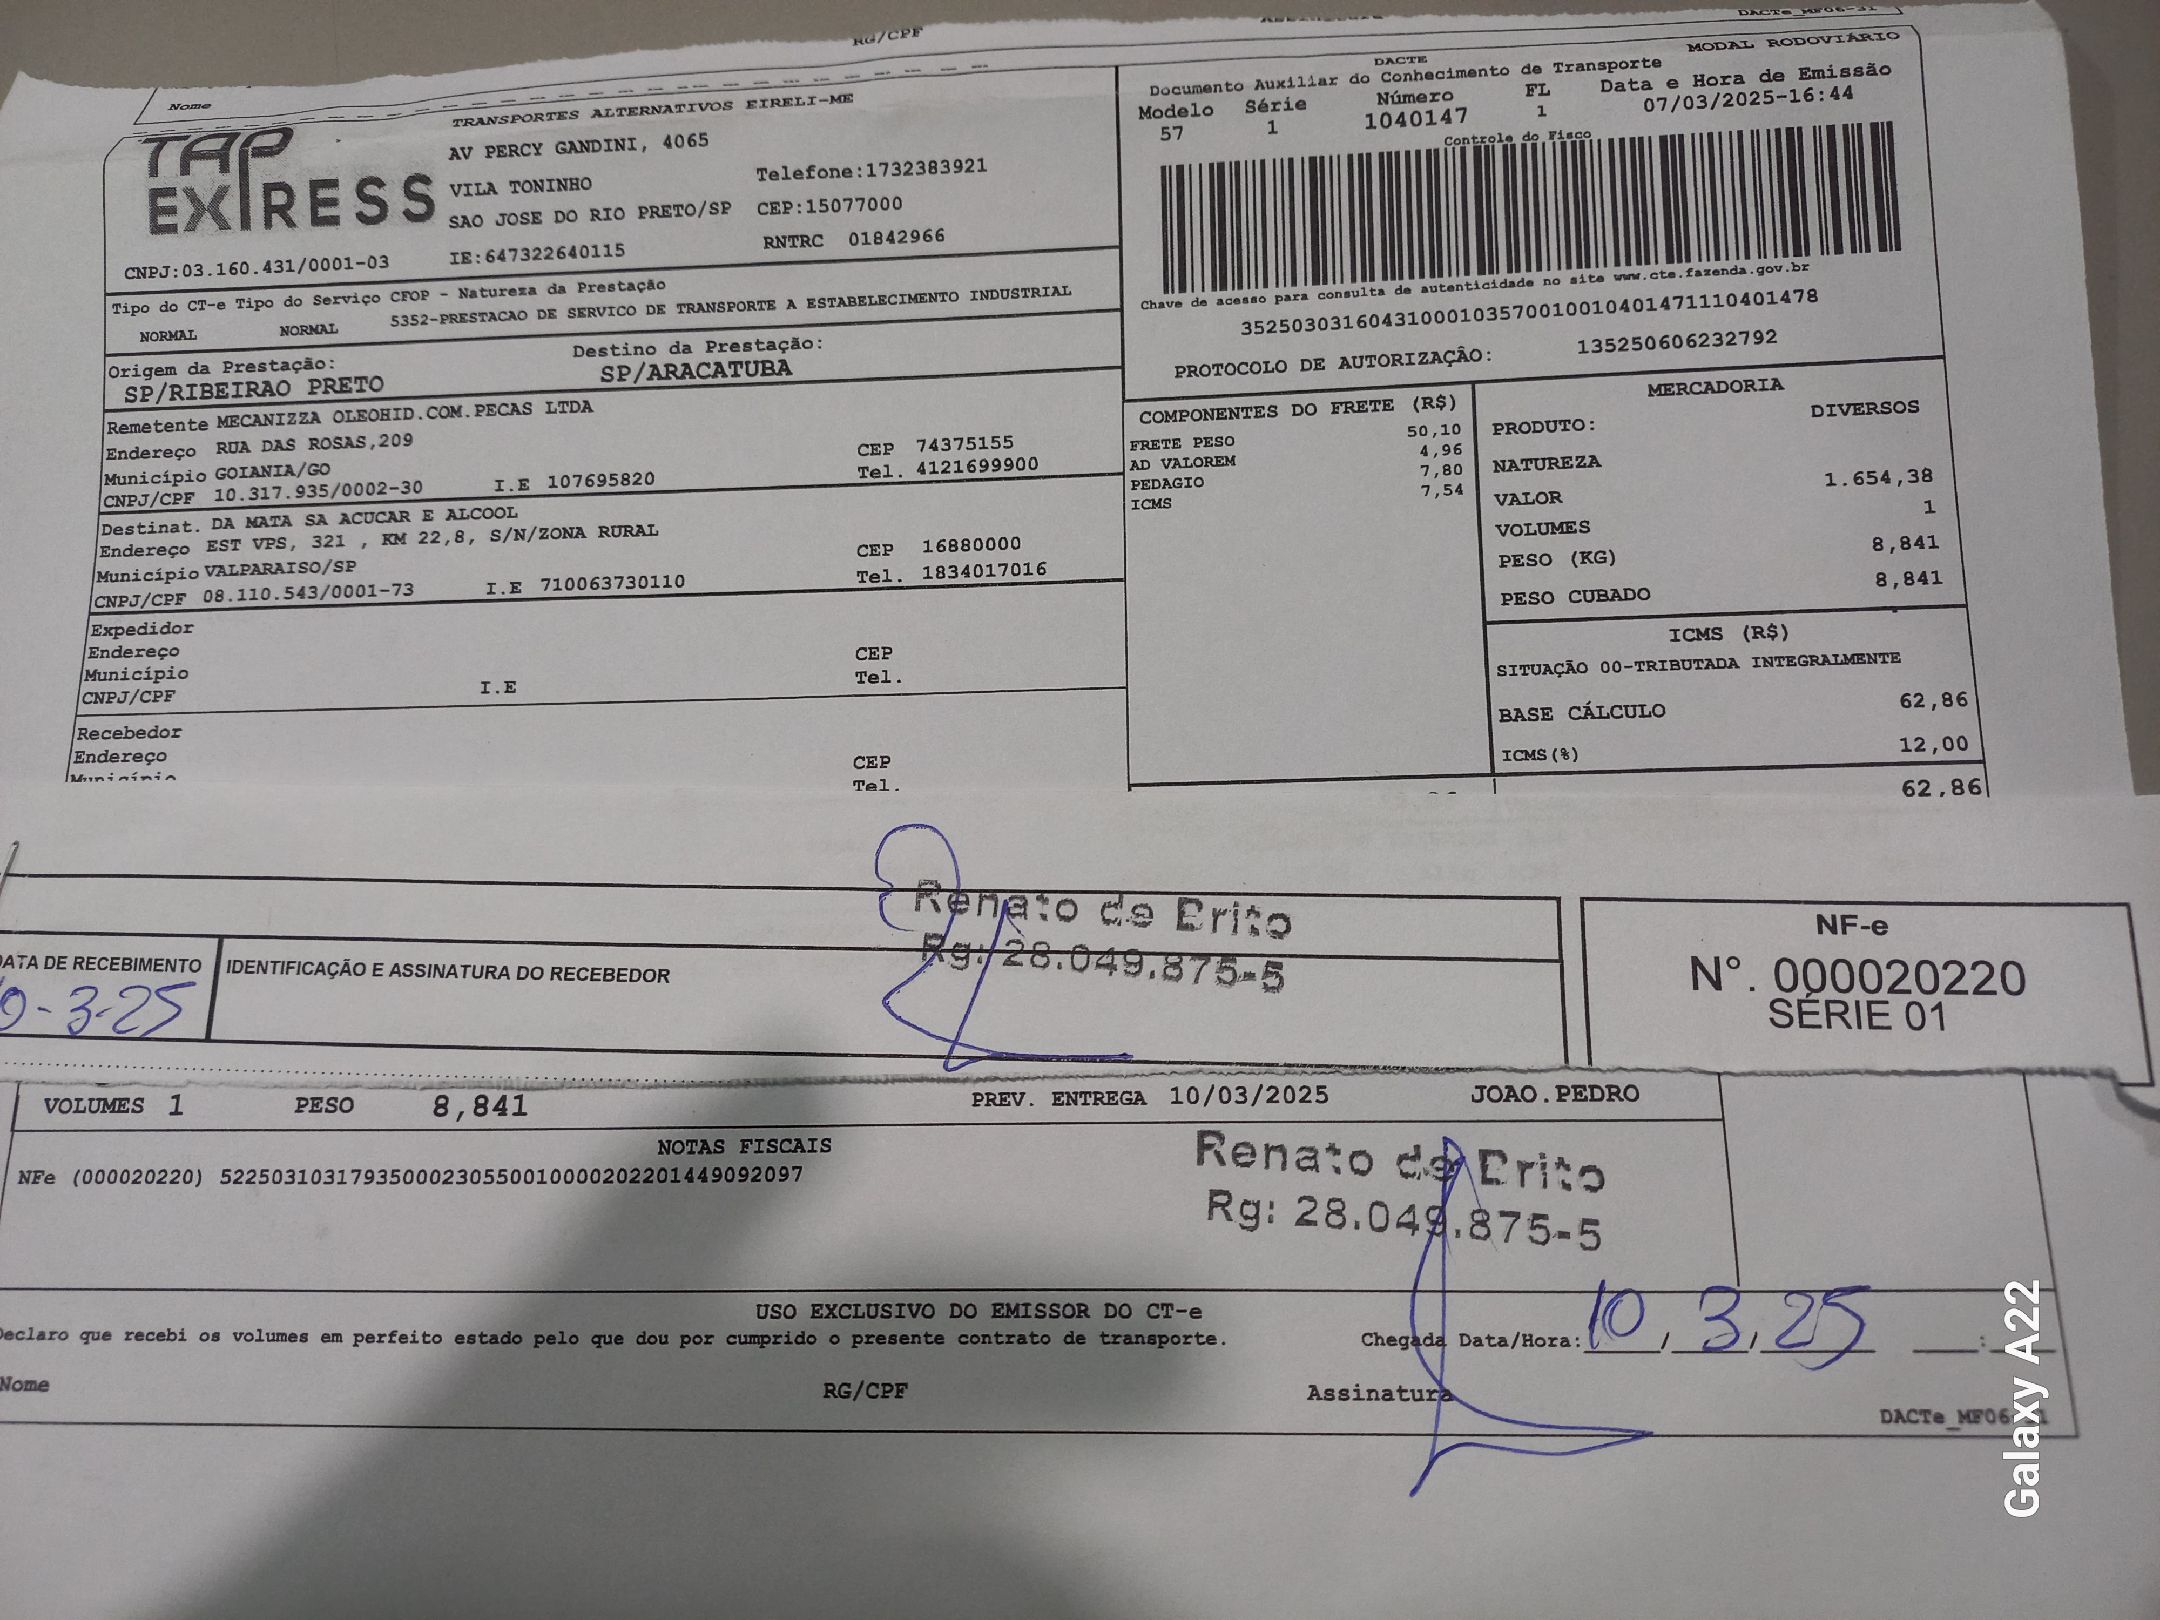 RG/CPF
DACTe_MF06-31
Nome
TAP
EXPRESS
TRANSPORTES ALTERNATIVOS EIRELI-ME
AV PERCY GANDINI, 4065
VILA TONINHO Telefone:1732383921
SAO JOSE DO RIO PRETO/SP CEP:15077000
CNPJ:03.160.431/0001-03 IE:647322640115 RNTRC 01842966
DACTE MODAL RODOVIÁRIO
Documento Auxiliar do Conhecimento de Transporte
Modelo Série Número FL Data e Hora de Emissão
57 1 1040147 1 07/03/2025-16:44
Controle do Fisco
Chave de acesso para consulta de autenticidade no site www.cte.fazenda.gov.br
35250303160431000103570010010401471110401478
PROTOCOLO DE AUTORIZAÇÃO: 135250606232792
Tipo do CT-e Tipo do Serviço CFOP - Natureza da Prestação
NORMAL NORMAL 5352-PRESTACAO DE SERVICO DE TRANSPORTE A ESTABELECIMENTO INDUSTRIAL
Origem da Prestação: Destino da Prestação:
SP/RIBEIRAO PRETO SP/ARACATUBA
Remetente MECANIZZA OLEOHID.COM.PECAS LTDA
Endereço RUA DAS ROSAS,209 CEP 74375155
Município GOIANIA/GO Tel. 4121699900
CNPJ/CPF 10.317.935/0002-30 I.E 107695820
Destinat. DA MATA SA ACUCAR E ALCOOL
Endereço EST VPS, 321 , KM 22,8, S/N/ZONA RURAL CEP 16880000
Município VALPARAISO/SP Tel. 1834017016
CNPJ/CPF 08.110.543/0001-73 I.E 710063730110
Expedidor
Endereço CEP
Município Tel.
CNPJ/CPF I.E
Recebedor
Endereço CEP
Município Tel.
COMPONENTES DO FRETE (R$)
FRETE PESO 50,10
AD VALOREM 4,96
PEDAGIO 7,80
ICMS 7,54
MERCADORIA
PRODUTO: DIVERSOS
NATUREZA
VALOR 1.654,38
VOLUMES 1
PESO (KG) 8,841
PESO CUBADO 8,841
ICMS (R$)
SITUAÇÃO 00-TRIBUTADA INTEGRALMENTE
BASE CÁLCULO 62,86
ICMS(%) 12,00
62,86
Renato de Brito
Rg: 28.049.875-5
DATA DE RECEBIMENTO IDENTIFICAÇÃO E ASSINATURA DO RECEBEDOR
10-3-25
NF-e
N°. 000020220
SÉRIE 01
VOLUMES 1 PESO 8,841 PREV. ENTREGA 10/03/2025 JOAO.PEDRO
NOTAS FISCAIS
NFe (000020220) 52250310317935000230550010000202201449092097
Renato de Brito
Rg: 28.049.875-5
USO EXCLUSIVO DO EMISSOR DO CT-e
Declaro que recebi os volumes em perfeito estado pelo que dou por cumprido o presente contrato de transporte. Chegada Data/Hora: 10 / 3 / 25 :
Nome RG/CPF Assinatura
DACTe_MF06-31
Galaxy A22